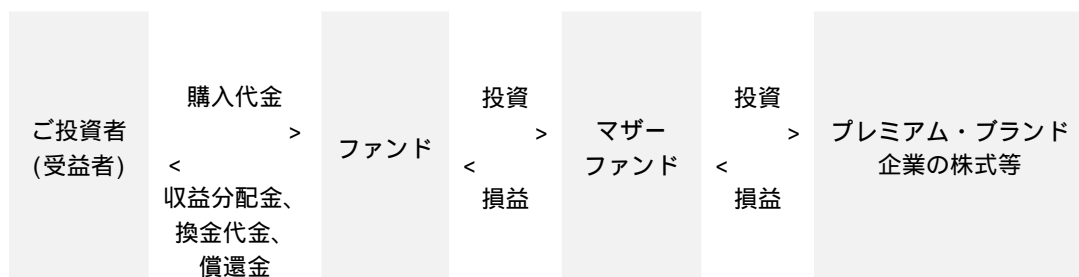 ご投資者
(受益者)
購入代金
>
<
収益分配金、
換金代金、
償還金
ファンド
投資
>
<
損益
マザー
ファンド
投資
>
<
損益
プレミアム・ブランド
企業の株式等